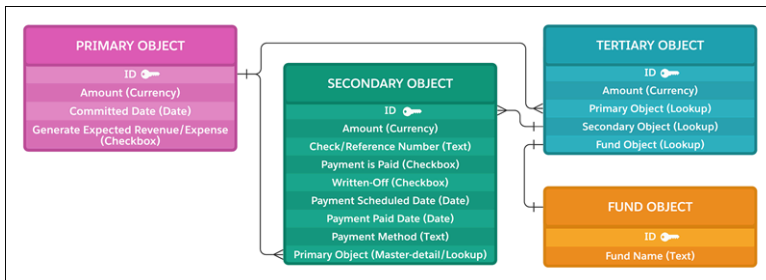 PRIMARY OBJECT
ID
Amount (Currency)
Committed Date (Date)
Generate Expected Revenue/Expense
(Checkbox)
SECONDARY OBJECT
ID
Amount (Currency)
Check/Reference Number (Text)
Payment is Paid (Checkbox)
Written-Off (Checkbox)
Payment Scheduled Date (Date)
Payment Paid Date (Date)
Payment Method (Text)
Primary Object (Master-detail/Lookup)
TERTIARY OBJECT
ID
Amount (Currency)
Primary Object (Lookup)
Secondary Object (Lookup)
Fund Object (Lookup)
FUND OBJECT
ID
Fund Name (Text)